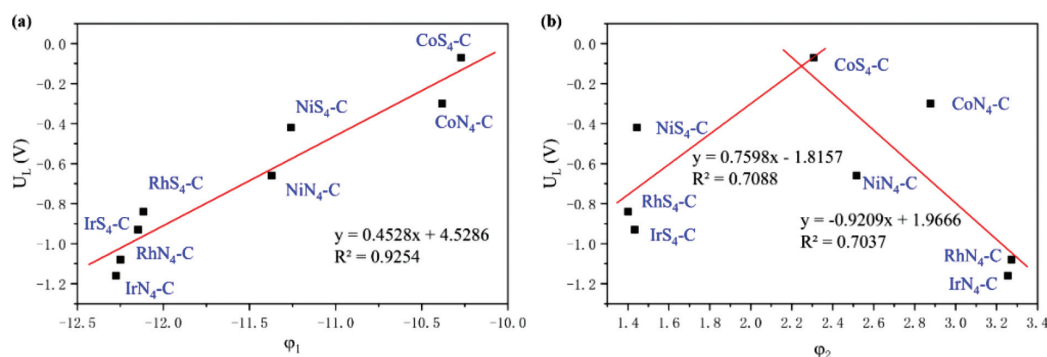 (a)
0.0
-0.2
-0.4
-0.6
-0.8
-1.0
-1.2
U_L (V)
CoS₄-C
CoN₄-C
NiS₄-C
NiN₄-C
RhS₄-C
IrS₄-C
RhN₄-C
IrN₄-C
y = 0.4528x + 4.5286
R² = 0.9254
-12.5 -12.0 -11.5 -11.0 -10.5 -10.0
φ₁
(b)
0.0
-0.2
-0.4
-0.6
-0.8
-1.0
-1.2
U_L (V)
CoS₄-C
CoN₄-C
NiS₄-C
y = 0.7598x - 1.8157
R² = 0.7088
NiN₄-C
RhS₄-C
IrS₄-C
y = -0.9209x + 1.9666
R² = 0.7037
RhN₄-C
IrN₄-C
1.4 1.6 1.8 2.0 2.2 2.4 2.6 2.8 3.0 3.2 3.4
φ₂